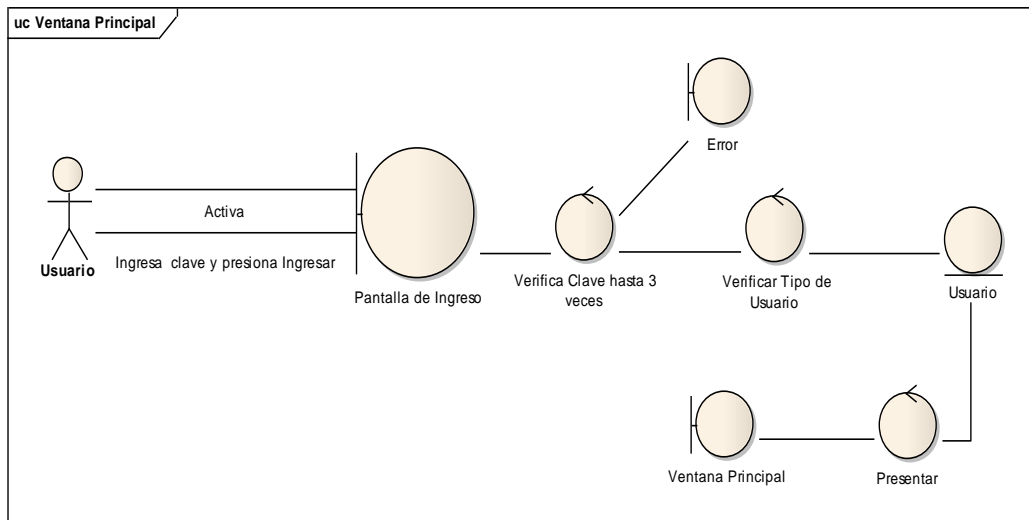 uc Ventana Principal
Error
Activa
Usuario
Ingresa clave y presiona Ingresar
Pantalla de Ingreso
Verifica Clave hasta 3
veces
Verificar Tipo de
Usuario
Usuario
Ventana Principal
Presentar